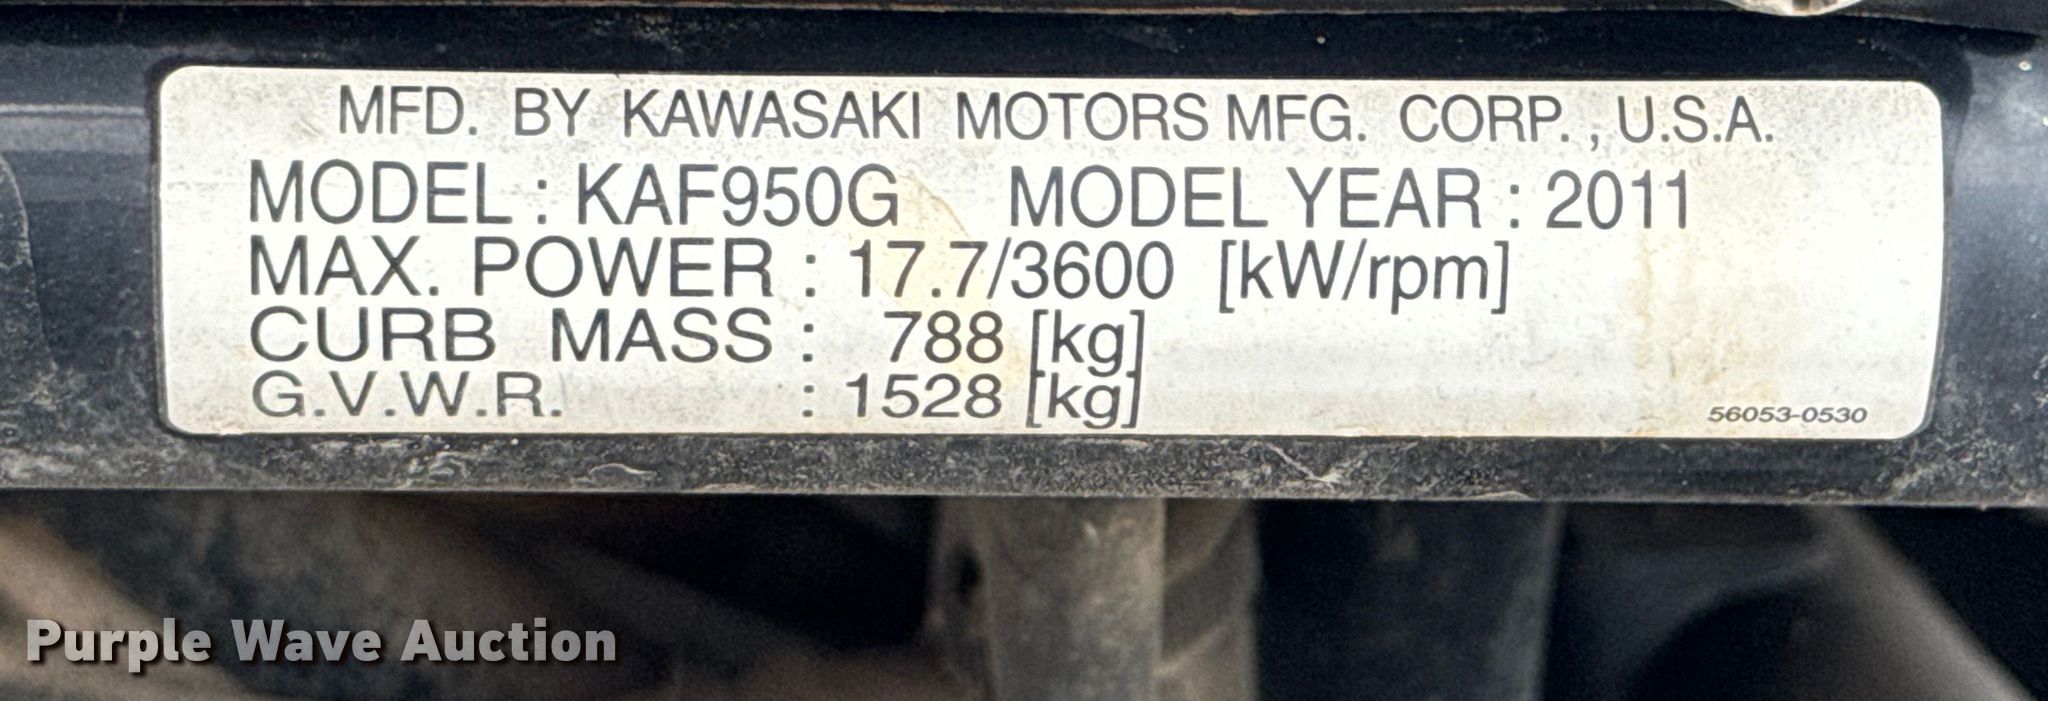 MFD. BY KAWASAKI MOTORS MFG. CORP., U.S.A.
MODEL : KAF950G MODEL YEAR : 2011
MAX. POWER : 17.7/3600 [kW/rpm]
CURB MASS : 788 [kg]
G.V.W.R. : 1528 [kg]
56053-0530
Purple Wave Auction